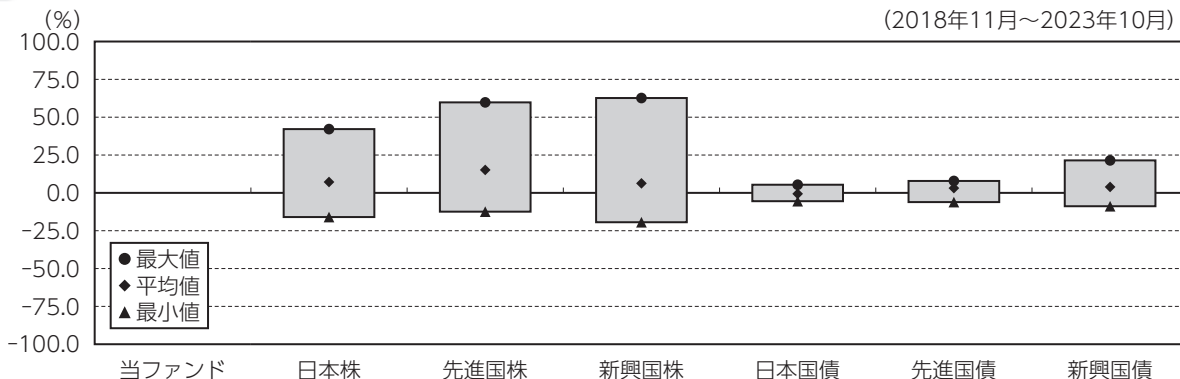 (%)
(2018年11月～2023年10月)
100.0
75.0
50.0
25.0
0.0
-25.0
-50.0
-75.0
-100.0
●最大値
◆平均値
▲最小値
当ファンド 日本株 先進国株 新興国株 日本国債 先進国債 新興国債